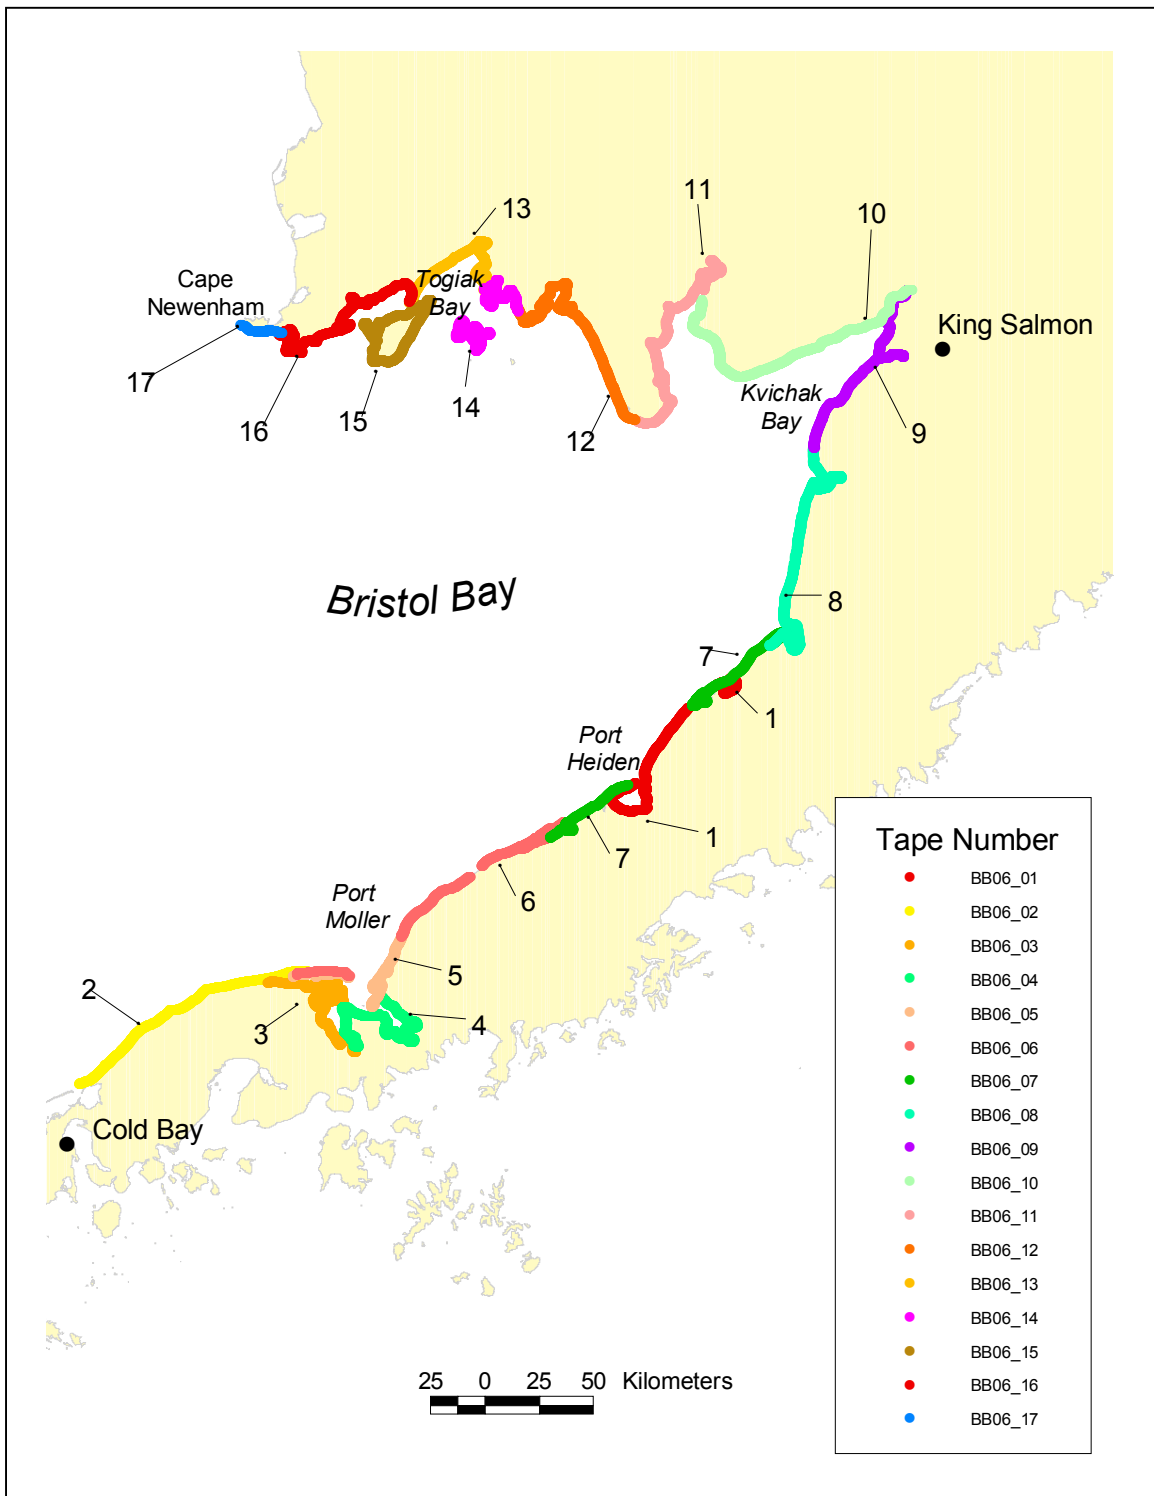 11
13
10
Cape
Newenham
Togiak
Bay
King Salmon
17
16
15
14
12
Kvichak
Bay
9
Bristol Bay
8
7
1
Port
Heiden
1
7
6
Port
Moller
5
2
3
4
Cold Bay
Tape Number
BB06_01
BB06_02
BB06_03
BB06_04
BB06_05
BB06_06
BB06_07
BB06_08
BB06_09
BB06_10
BB06_11
BB06_12
BB06_13
BB06_14
BB06_15
BB06_16
BB06_17
25 0 25 50 Kilometers